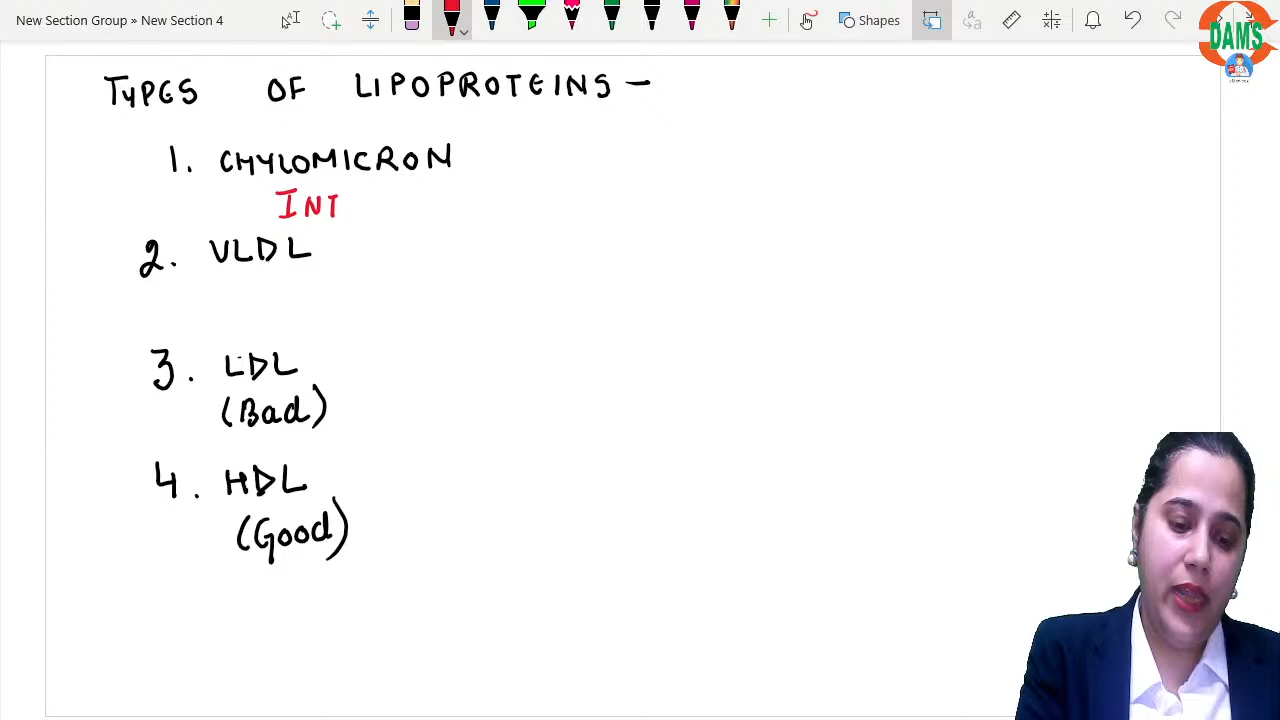 New Section Group » New Section 4
Shapes
DAMS
TYPES OF LIPOPROTEINS -
1. CHYLOMICRON
INT
2. VLDL
3. LDL
(Bad)
4. HDL
(Good)